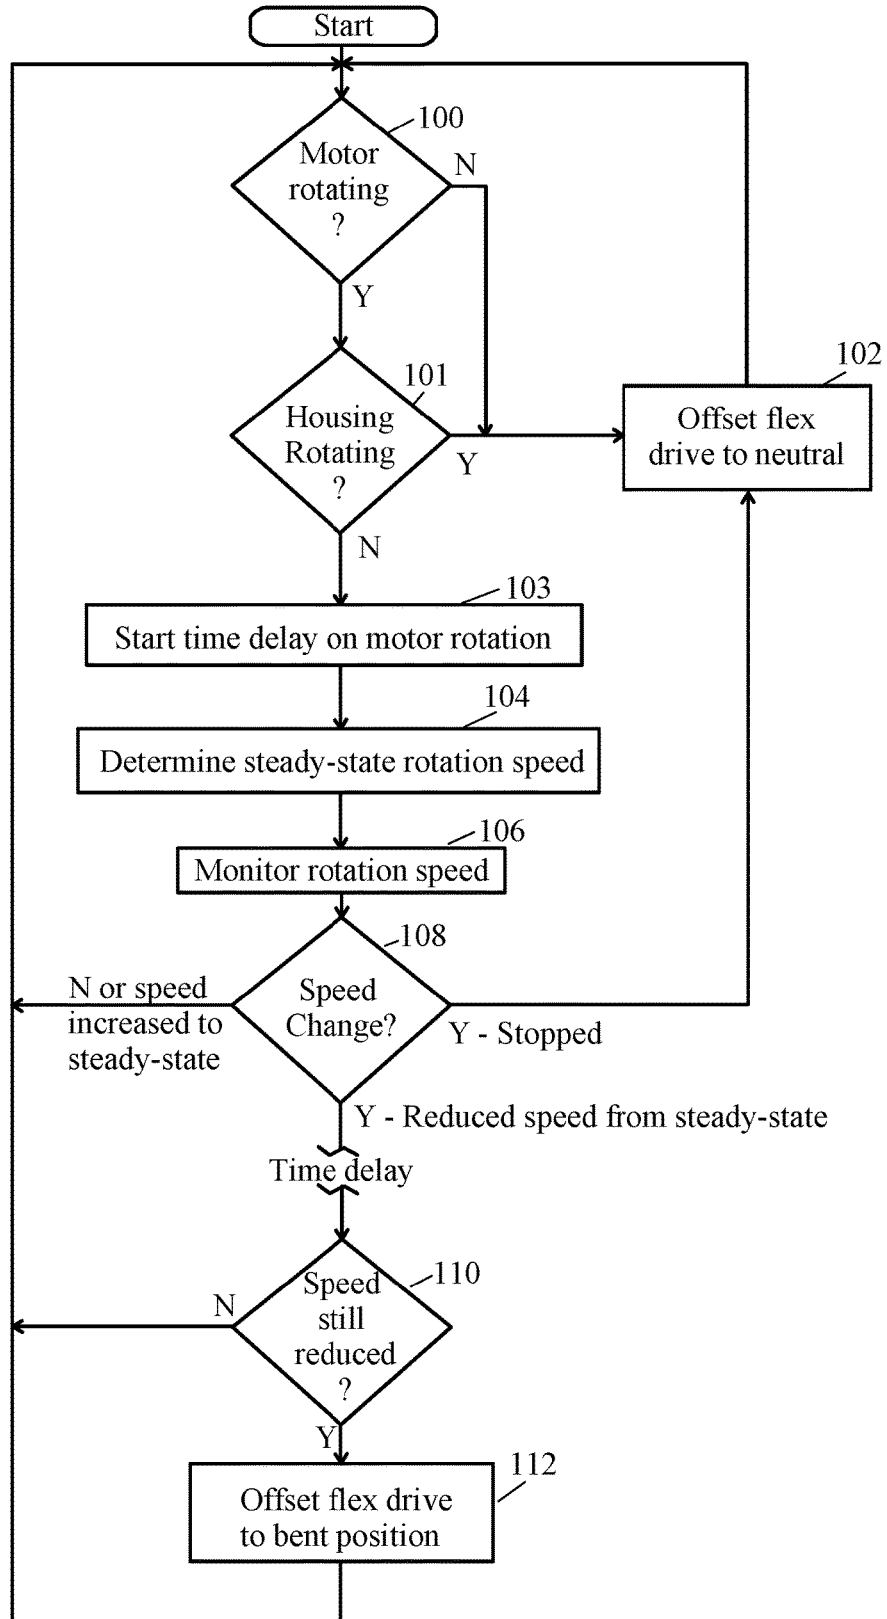 Start
100
Motor
rotating
?
N
Y
101
Housing
Rotating
?
Y
N
102
Offset flex
drive to neutral
103
Start time delay on motor rotation
104
Determine steady-state rotation speed
106
Monitor rotation speed
108
Speed
Change?
N or speed
increased to
steady-state
Y - Stopped
Y - Reduced speed from steady-state
Time delay
110
Speed
still
reduced
?
N
Y
112
Offset flex drive
to bent position